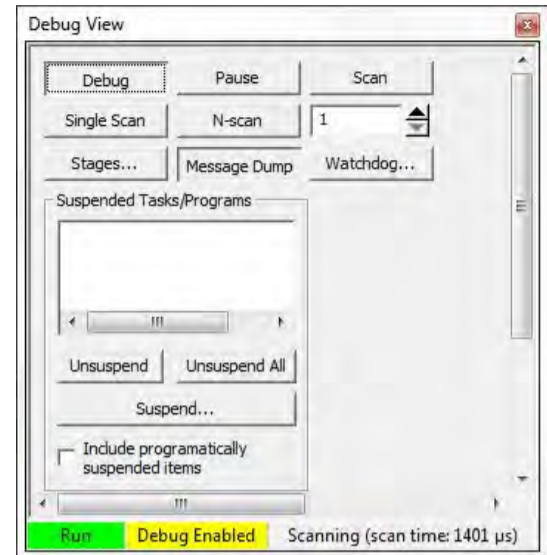 Debug View
Debug Pause Scan
Single Scan N-scan 1
Stages... Message Dump Watchdog...
Suspended Tasks/Programs
Unsuspend Unsuspend All
Suspend...
Include programatically
suspended items
Run Debug Enabled Scanning (scan time: 1401 µs)